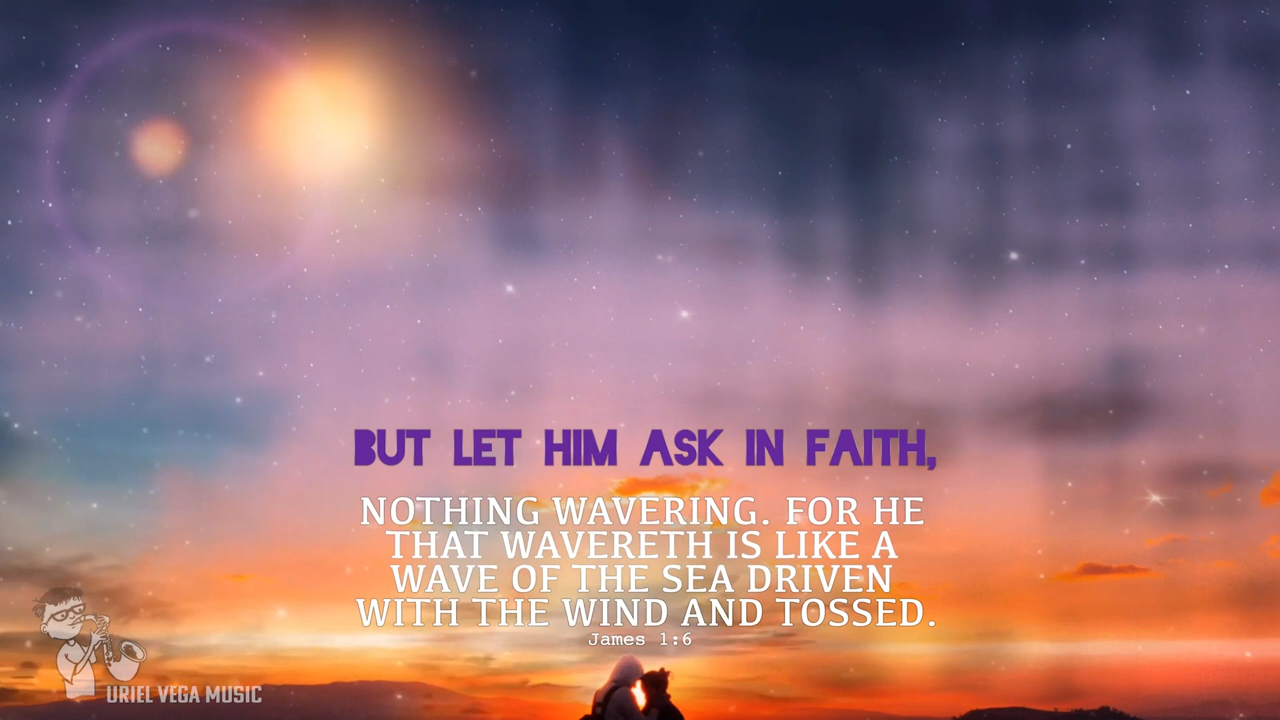 BUT LET HIM ASK IN FAITH,
NOTHING WAVERING. FOR HE
THAT WAVERETH IS LIKE A
WAVE OF THE SEA DRIVEN
WITH THE WIND AND TOSSED.
James 1:6
URIEL VEGA MUSIC